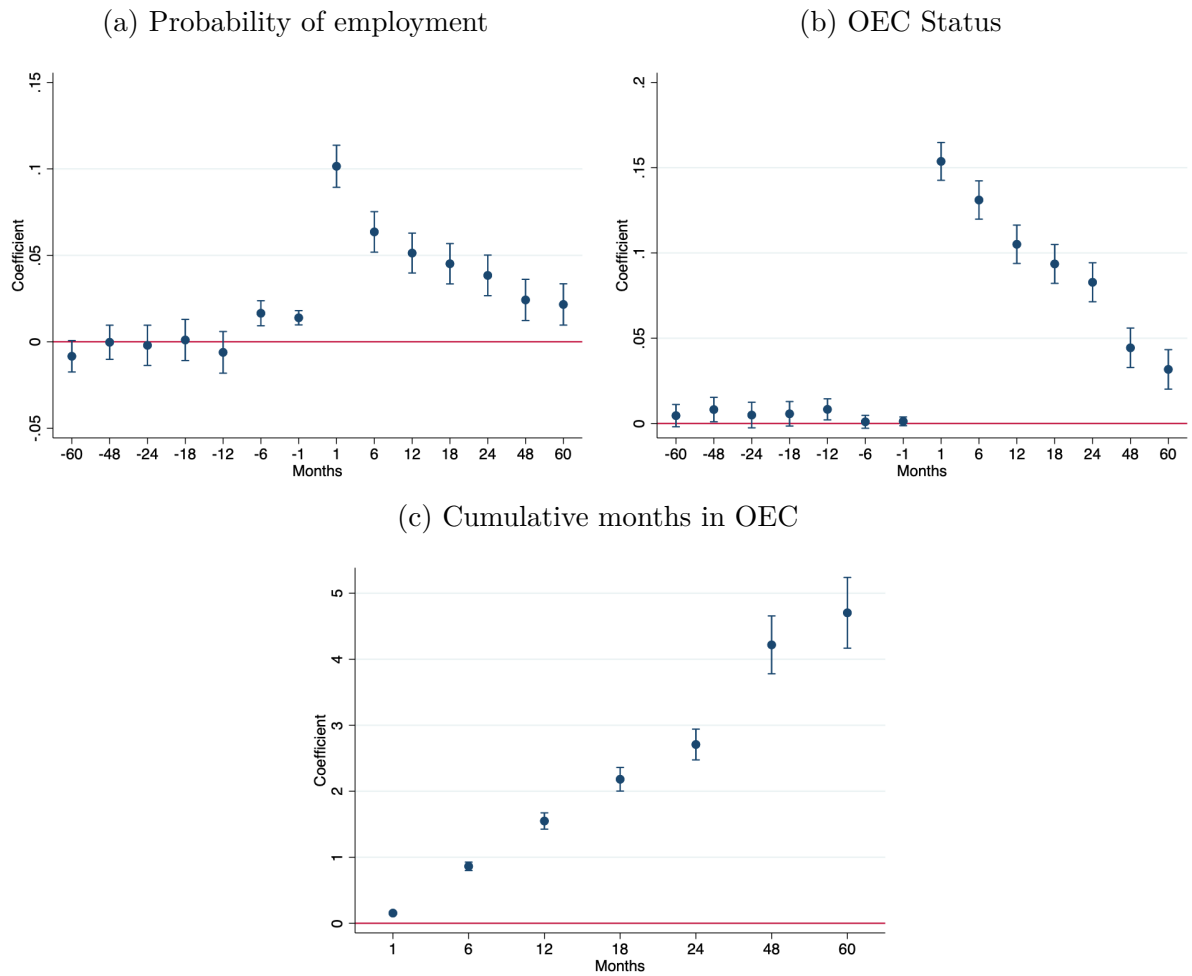 (a) Probability of employment
.15
.1
.05
0
-.05
Coefficient
-60 -48 -24 -18 -12 -6 -1 1 6 12 18 24 48 60
Months
(b) OEC Status
.2
.15
.1
.05
0
Coefficient
-60 -48 -24 -18 -12 -6 -1 1 6 12 18 24 48 60
Months
(c) Cumulative months in OEC
5
4
3
2
1
0
Coefficient
1 6 12 18 24 48 60
Months